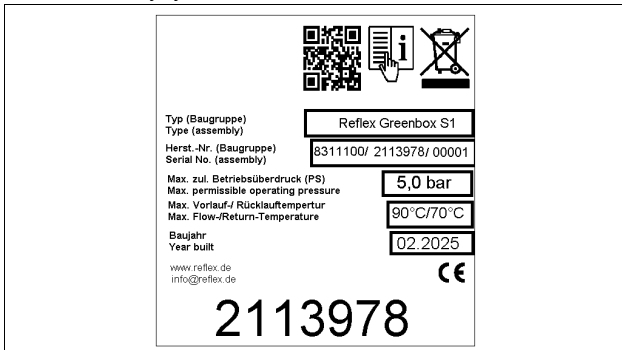 Typ (Baugruppe)
Type (assembly)
Reflex Greenbox S1
Herst.-Nr. (Baugruppe)
Serial No. (assembly)
8311100/ 2113978/ 00001
Max. zul. Betriebsüberdruck (PS)
Max. permissible operating pressure
5,0 bar
Max. Vorlauf-/ Rücklauftempertur
Max. Flow-/Return-Temperature
90°C/70°C
Baujahr
Year built
02.2025
www.reflex.de
info@reflex.de
CE
2113978